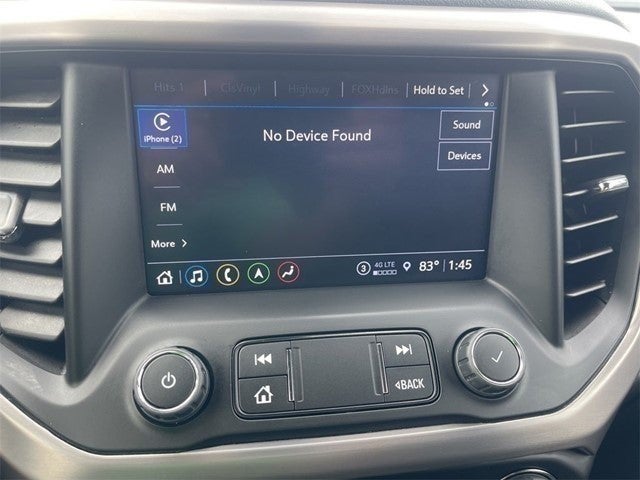 Hits 1 ClsVinyl Highway FOXHdlns Hold to Set
iPhone (2)
No Device Found
Sound
Devices
AM
FM
More
3 4G LTE 83° 1:45
BACK